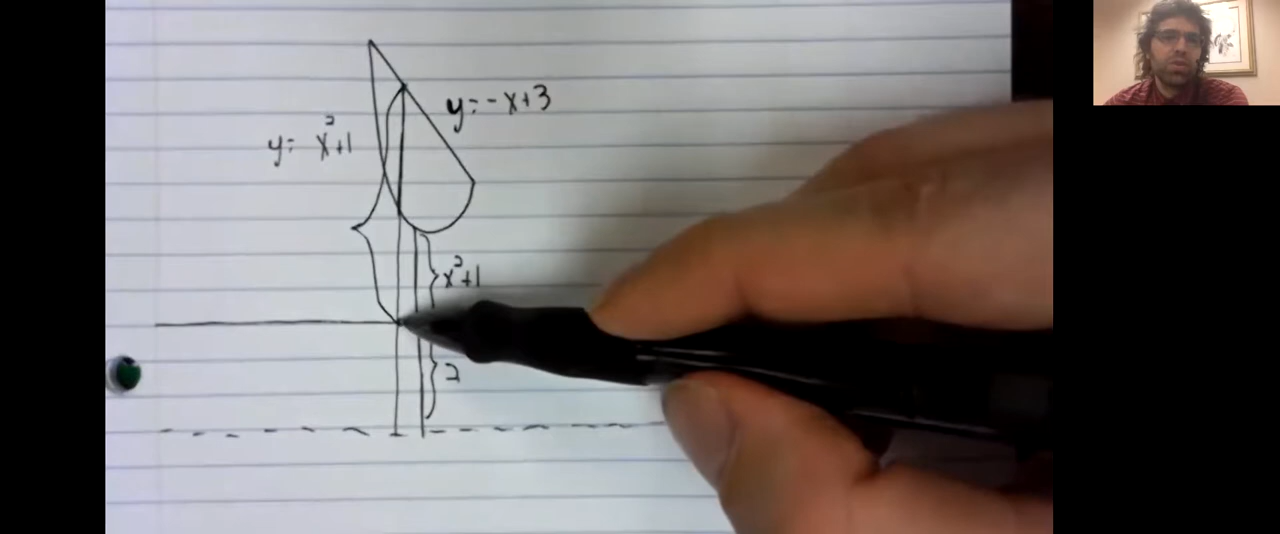 y = -x+3
y = x²+1
x²+1
2